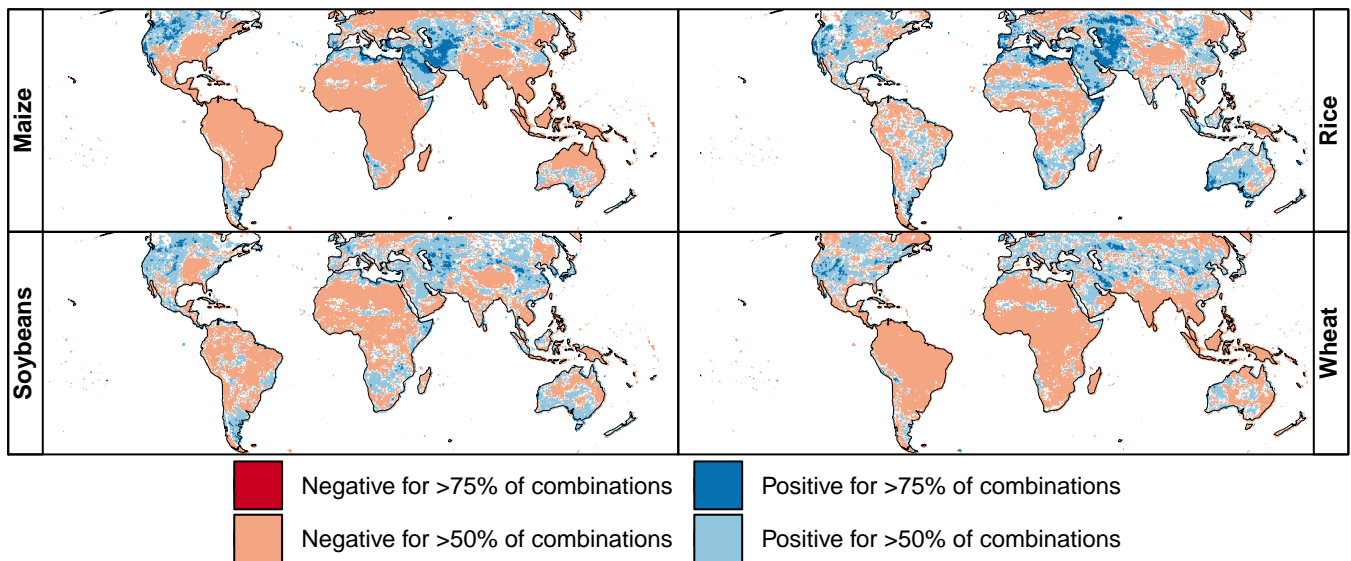 Maize
Rice
Soybeans
Wheat
Negative for >75% of combinations
Positive for >75% of combinations
Negative for >50% of combinations
Positive for >50% of combinations